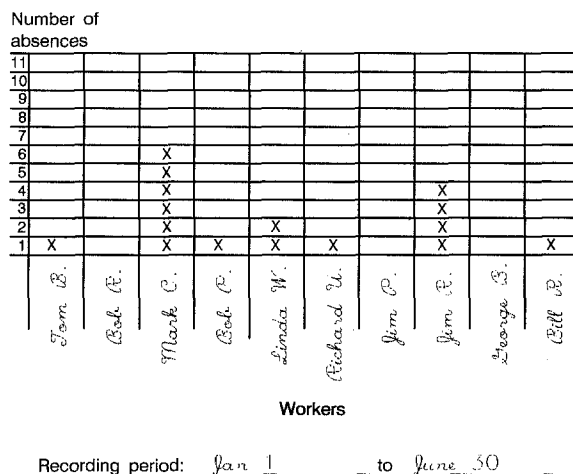 Number of
absences
11
10
9
8
7
6 X
5 X
4 X X
3 X X
2 X X X
1 X X X X X X X
Tom B.
Bob R.
Mark C.
Bob P.
Linda W.
Richard U.
Jim P.
Jim R.
George B.
Bill R.
Workers
Recording period: Jan 1 to June 30